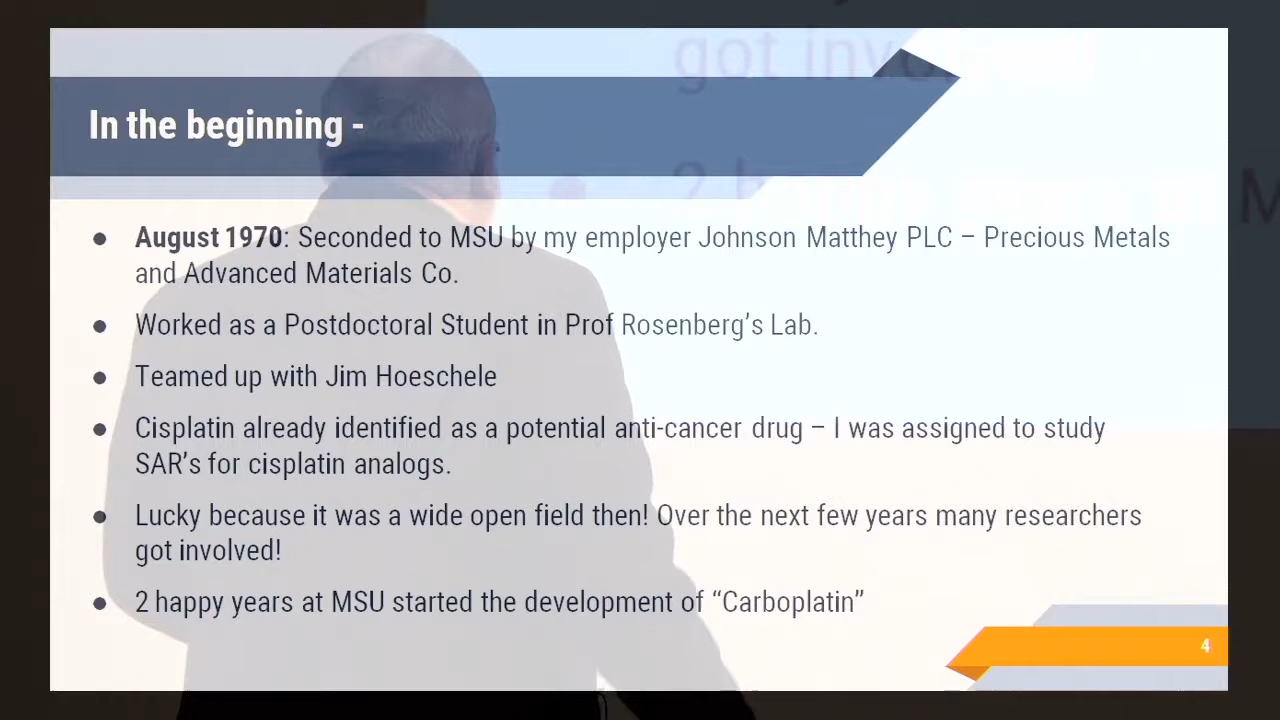 got involved
In the beginning -
● August 1970: Seconded to MSU by my employer Johnson Matthey PLC – Precious Metals
and Advanced Materials Co.
● Worked as a Postdoctoral Student in Prof Rosenberg’s Lab.
● Teamed up with Jim Hoeschele
● Cisplatin already identified as a potential anti-cancer drug – I was assigned to study
SAR’s for cisplatin analogs.
● Lucky because it was a wide open field then! Over the next few years many researchers
got involved!
● 2 happy years at MSU started the development of “Carboplatin”
4